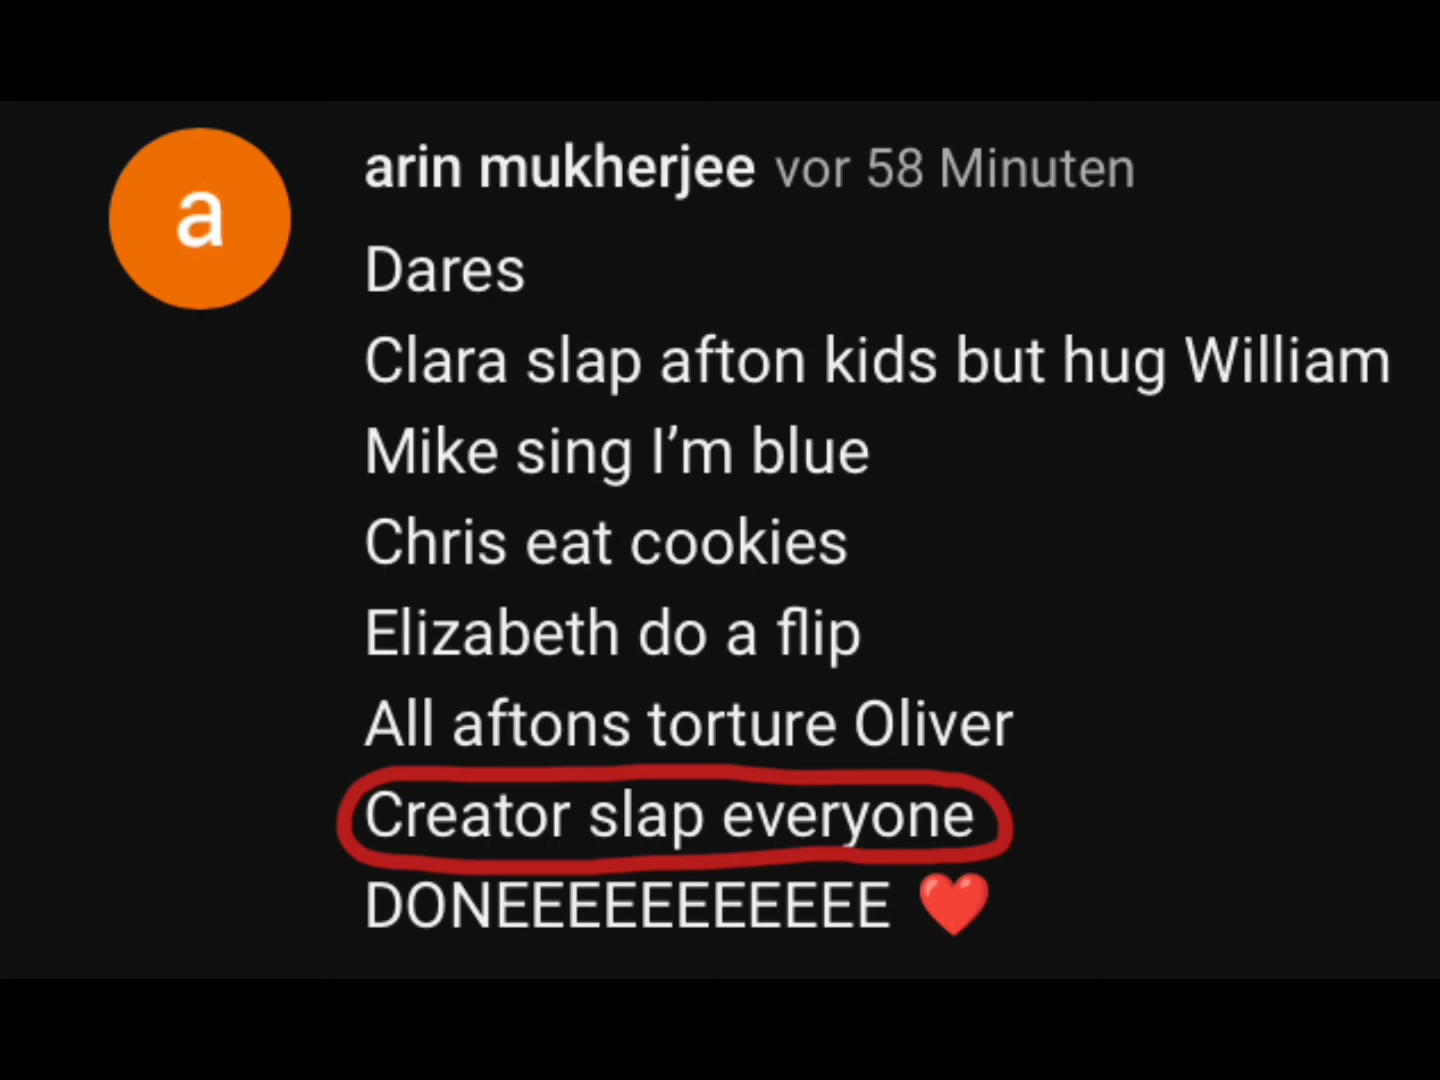 a
arin mukherjee vor 58 Minuten
Dares
Clara slap afton kids but hug William
Mike sing I’m blue
Chris eat cookies
Elizabeth do a flip
All aftons torture Oliver
Creator slap everyone
DONEEEEEEEEEEE ❤️